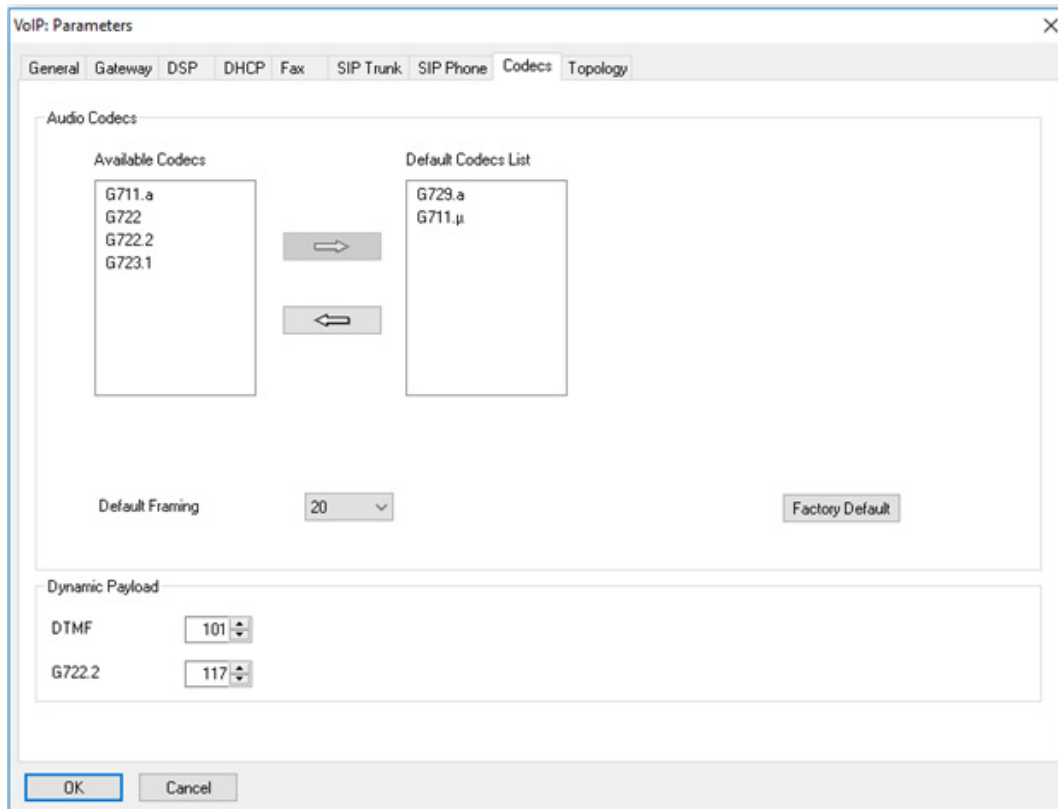 VoIP: Parameters
General Gateway DSP DHCP Fax SIP Trunk SIP Phone Codecs Topology
Audio Codecs
Available Codecs Default Codecs List
G711.a G729.a
G722 G711.µ
G722.2
G723.1
Default Framing 20 Factory Default
Dynamic Payload
DTMF 101
G722.2 117
OK Cancel